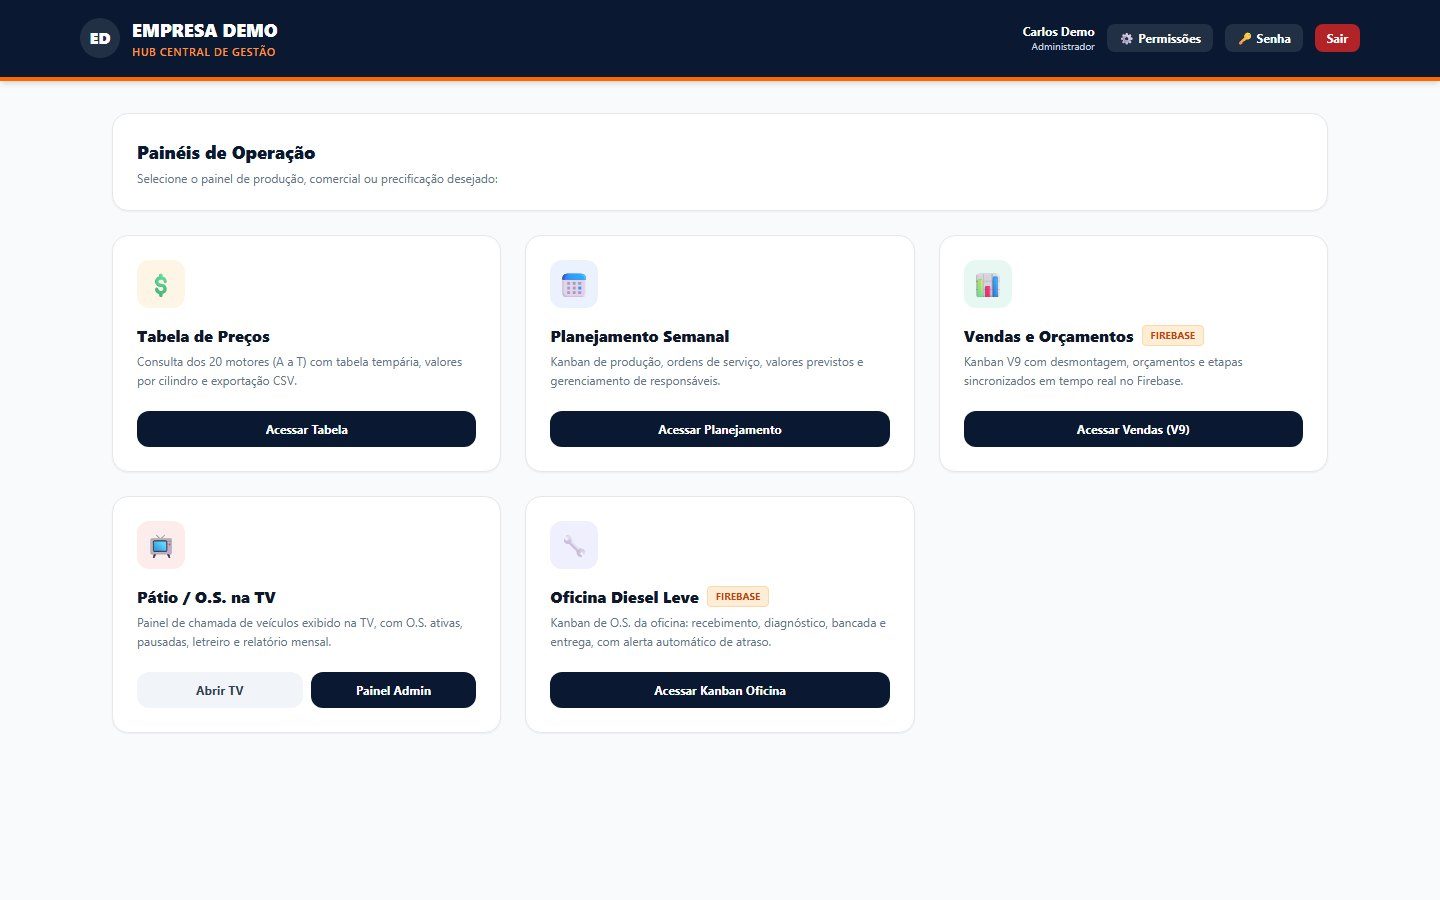 ED
EMPRESA DEMO
HUB CENTRAL DE GESTÃO
Carlos Demo
Administrador
Permissões
Senha
Sair
Painéis de Operação
Selecione o painel de produção, comercial ou precificação desejado:
Tabela de Preços
Consulta dos 20 motores (A a T) com tabela tempária, valores
por cilindro e exportação CSV.
Acessar Tabela
Planejamento Semanal
Kanban de produção, ordens de serviço, valores previstos e
gerenciamento de responsáveis.
Acessar Planejamento
Vendas e Orçamentos FIREBASE
Kanban V9 com desmontagem, orçamentos e etapas
sincronizados em tempo real no Firebase.
Acessar Vendas (V9)
Pátio / O.S. na TV
Painel de chamada de veículos exibido na TV, com O.S. ativas,
pausadas, letreiro e relatório mensal.
Abrir TV
Painel Admin
Oficina Diesel Leve FIREBASE
Kanban de O.S. da oficina: recebimento, diagnóstico, bancada e
entrega, com alerta automático de atraso.
Acessar Kanban Oficina